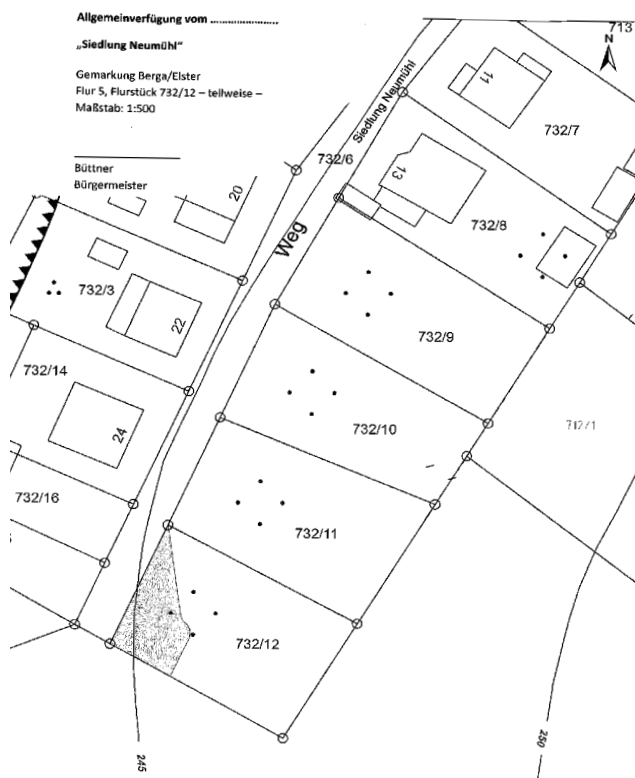 Allgemeinverfügung vom ......................
„Siedlung Neumühl“
Gemarkung Berga/Elster
Flur 5, Flurstück 732/12 – teilweise –
Maßstab: 1:500
Büttner
Bürgermeister
713
N
Siedlung Neumühl
11
732/7
732/6
13
20
732/8
Weg
732/3
22
732/9
732/14
24
732/10
712/1
732/16
732/11
732/12
245
250